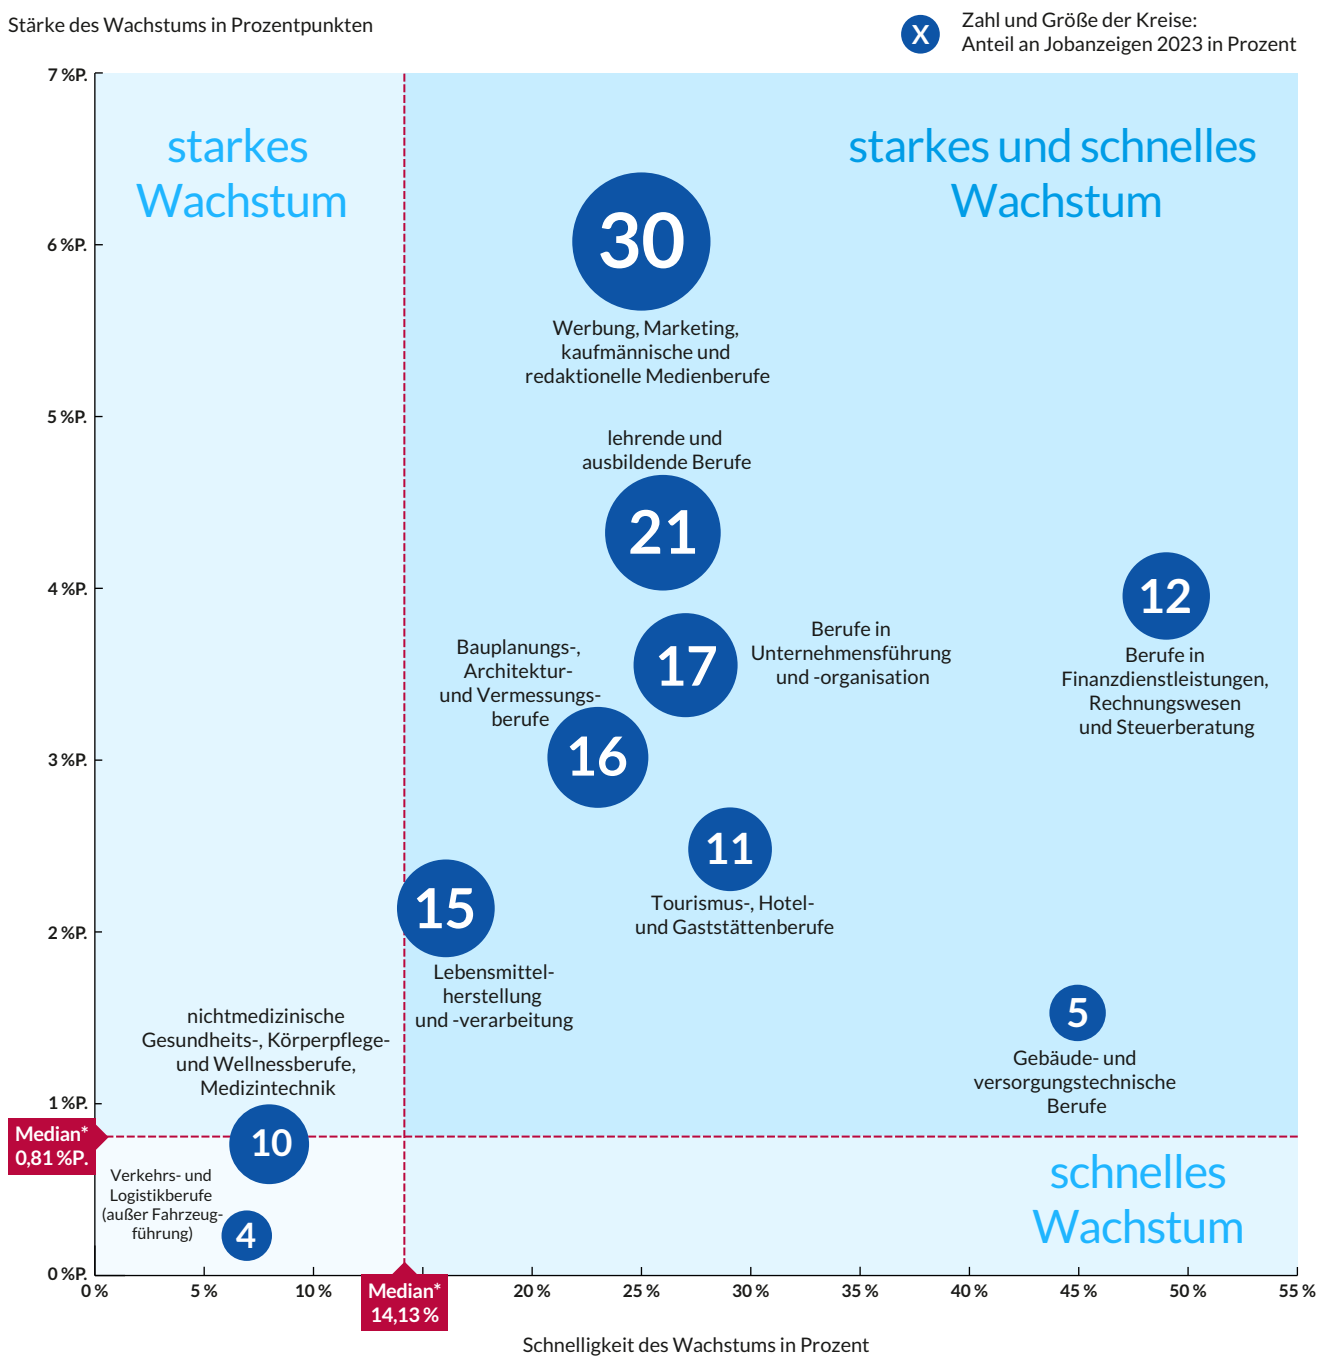 Stärke des Wachstums in Prozentpunkten
X
Zahl und Größe der Kreise:
Anteil an Jobanzeigen 2023 in Prozent
7 %P.
6 %P.
5 %P.
4 %P.
3 %P.
2 %P.
1 %P.
0 %P.
Median*
0,81 %P.
starkes
Wachstum
starkes und schnelles
Wachstum
30
Werbung, Marketing,
kaufmännische und
redaktionelle Medienberufe
lehrende und
ausbildende Berufe
21
12
Berufe in
Finanzdienstleistungen,
Rechnungswesen
und Steuerberatung
17
Berufe in
Unternehmensführung
und -organisation
Bauplanungs-,
Architektur-
und Vermessungs-
berufe
16
11
Tourismus-, Hotel-
und Gaststättenberufe
15
Lebensmittel-
herstellung
und -verarbeitung
5
Gebäude- und
versorgungstechnische
Berufe
nichtmedizinische
Gesundheits-, Körperpflege-
und Wellnessberufe,
Medizintechnik
10
Verkehrs- und
Logistikberufe
(außer Fahrzeug-
führung)
4
schnelles
Wachstum
0 %
5 %
10 %
Median*
14,13 %
20 %
25 %
30 %
35 %
40 %
45 %
50 %
55 %
Schnelligkeit des Wachstums in Prozent